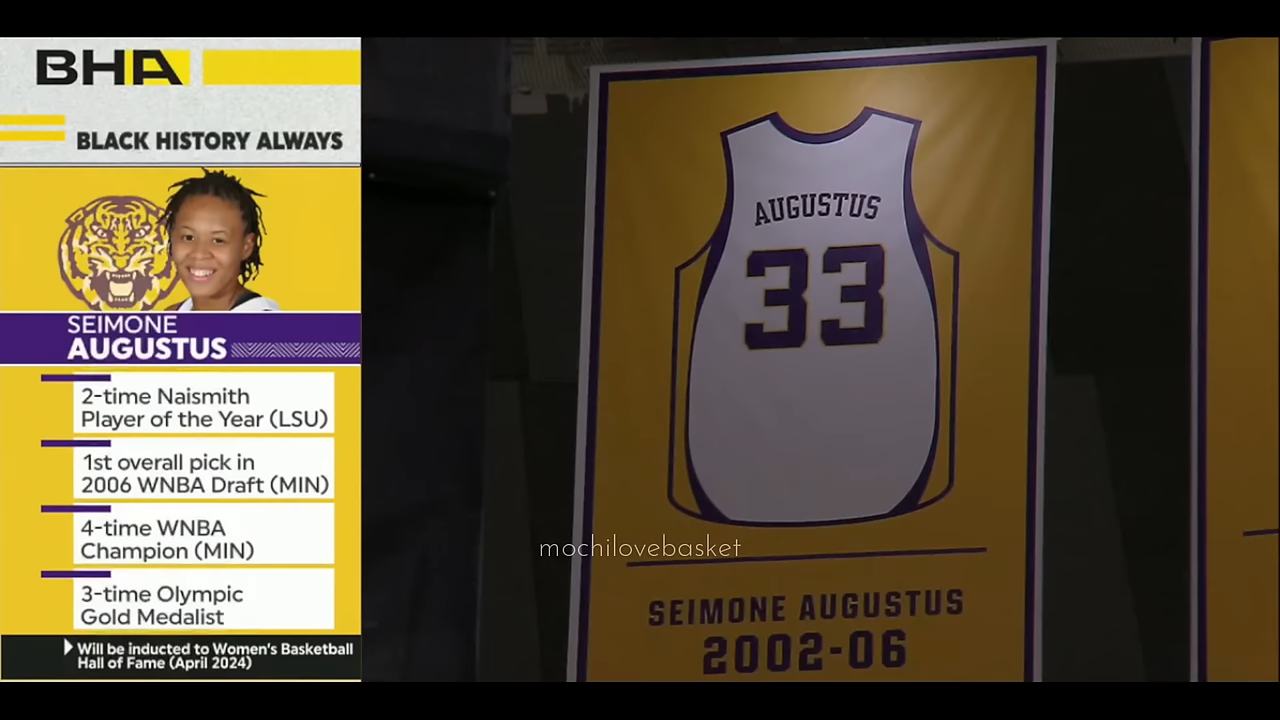 BHA
BLACK HISTORY ALWAYS
SEIMONE
AUGUSTUS
2-time Naismith
Player of the Year (LSU)
1st overall pick in
2006 WNBA Draft (MIN)
4-time WNBA
Champion (MIN)
3-time Olympic
Gold Medalist
Will be inducted to Women's Basketball
Hall of Fame (April 2024)
AUGUSTUS
33
mochilovebasket
SEIMONE AUGUSTUS
2002-06